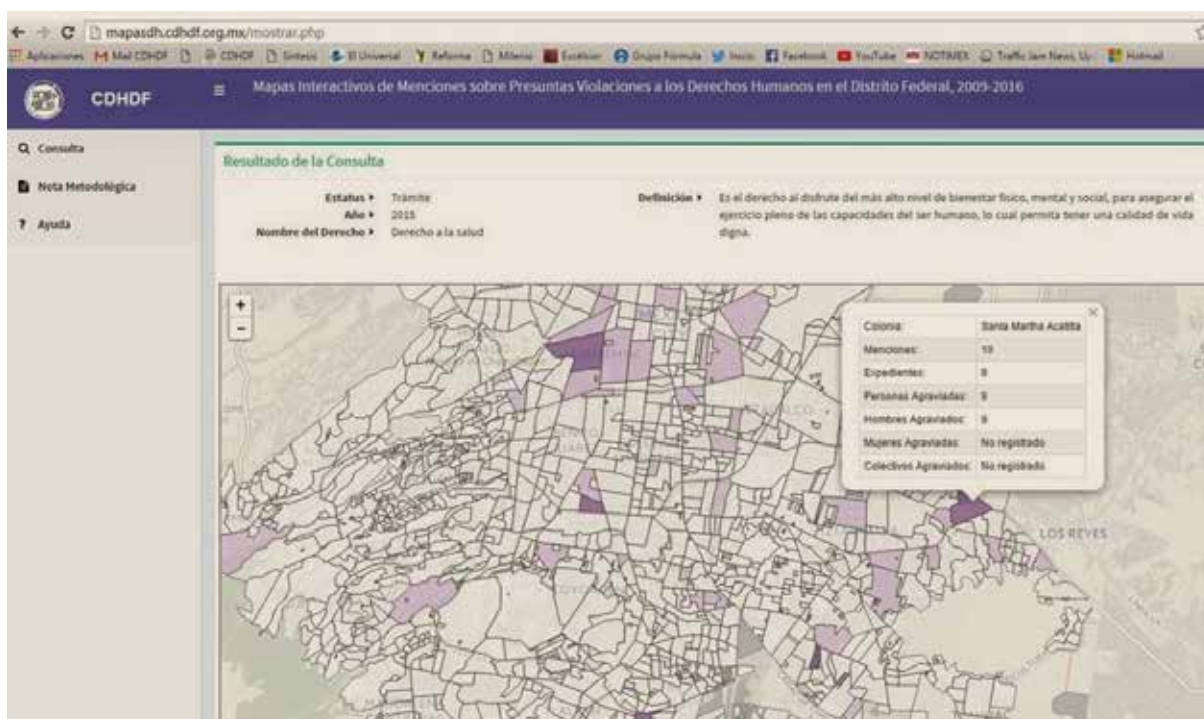 mapasdh.cdhdf.org.mx/mostrar.php
Aplicaciones Mail CDHDF CDHDF Síntesis El Universal Reforma Milenio Excélsior Grupo Fórmula Inicio Facebook YouTube NOTIMEX Traffic Jam News, Hotmail
CDHDF
Mapas Interactivos de Menciones sobre Presuntas Violaciones a los Derechos Humanos en el Distrito Federal, 2009-2016
Consulta
Nota Metodológica
? Ayuda
Resultado de la Consulta
Estatus Trámite
Año 2015
Nombre del Derecho Derecho a la salud
Definición Es el derecho al disfrute del más alto nivel de bienestar físico, mental y social, para asegurar el
ejercicio pleno de las capacidades del ser humano, lo cual permita tener una calidad de vida
digna.
+
−
Colonia: Santa Martha Acatitla
Menciones: 10
Expedientes:
Personas Agraviadas: 9
Hombres Agraviados: 9
Mujeres Agraviadas: No registrado
Colectivos Agraviados: No registrado
LOS REYES